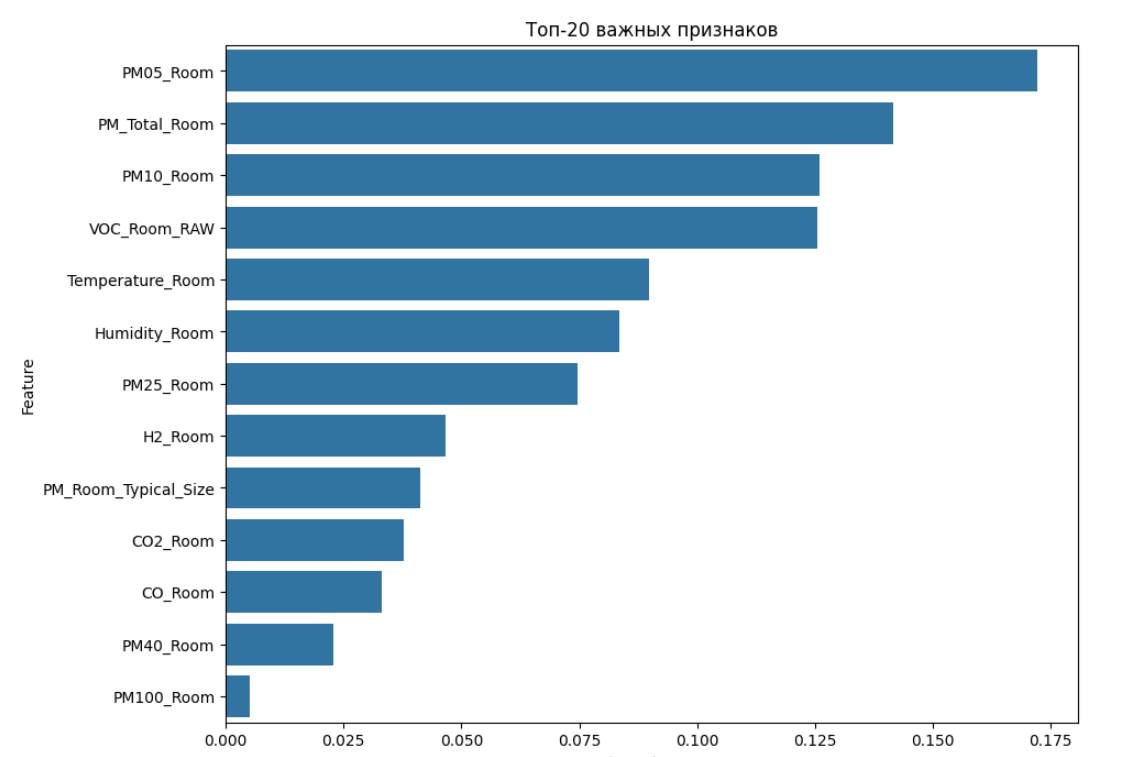 Топ-20 важных признаков
PM05_Room
PM_Total_Room
PM10_Room
VOC_Room_RAW
Temperature_Room
Humidity_Room
PM25_Room
H2_Room
PM_Room_Typical_Size
CO2_Room
CO_Room
PM40_Room
PM100_Room
Feature
0.000 0.025 0.050 0.075 0.100 0.125 0.150 0.175